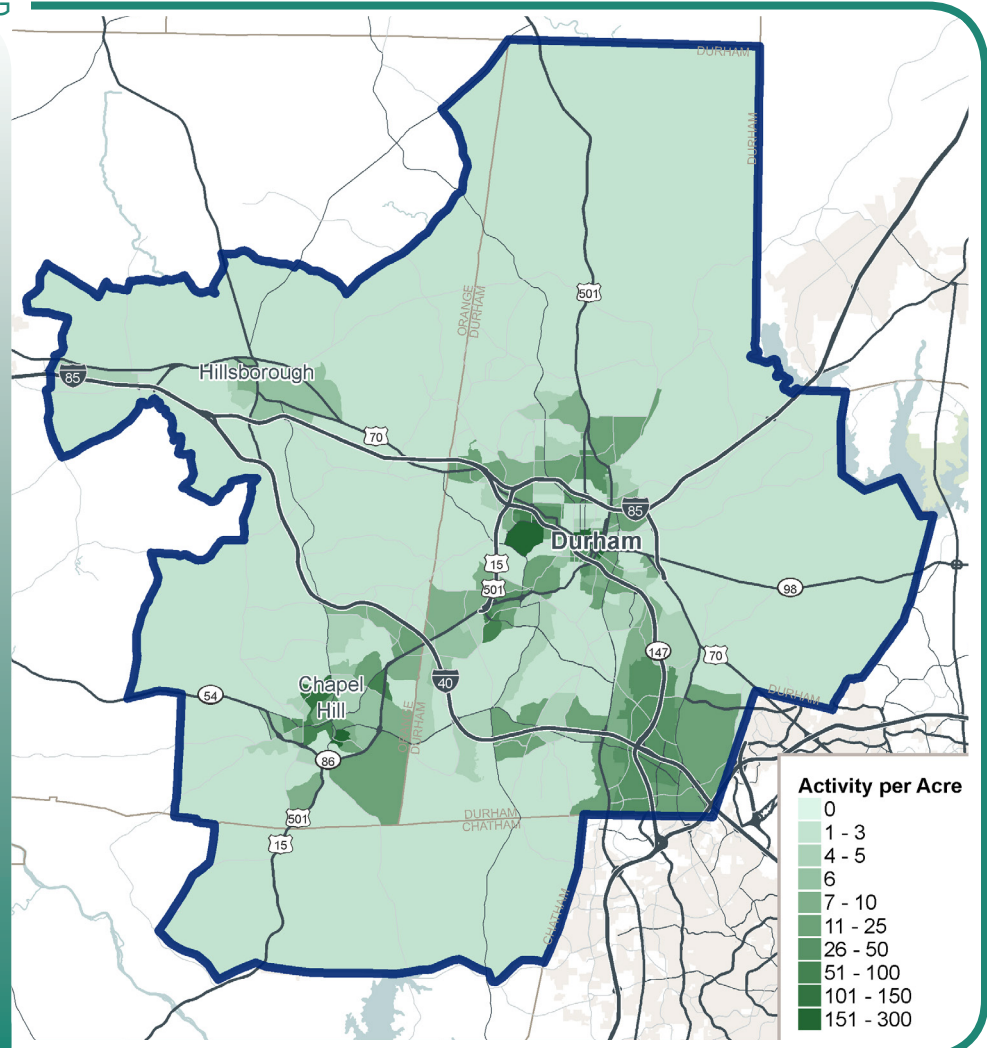 DURHAM
DURHAM
501
ORANGE
DURHAM
Hillsborough
85
70
85
Durham
15
501
98
147
70
40
Chapel
Hill
54
DURHAM
ORANGE
DURHAM
86
501
DURHAM
CHATHAM
15
CHATHAM
Activity per Acre
0
1 - 3
4 - 5
6
7 - 10
11 - 25
26 - 50
51 - 100
101 - 150
151 - 300